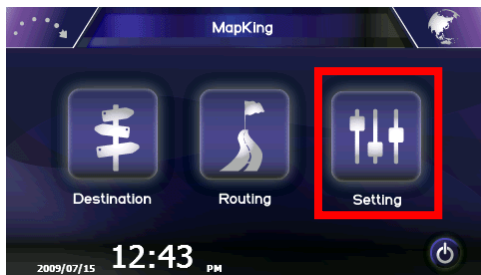 MapKing
Destination
Routing
Setting
2009/07/15 12:43 PM